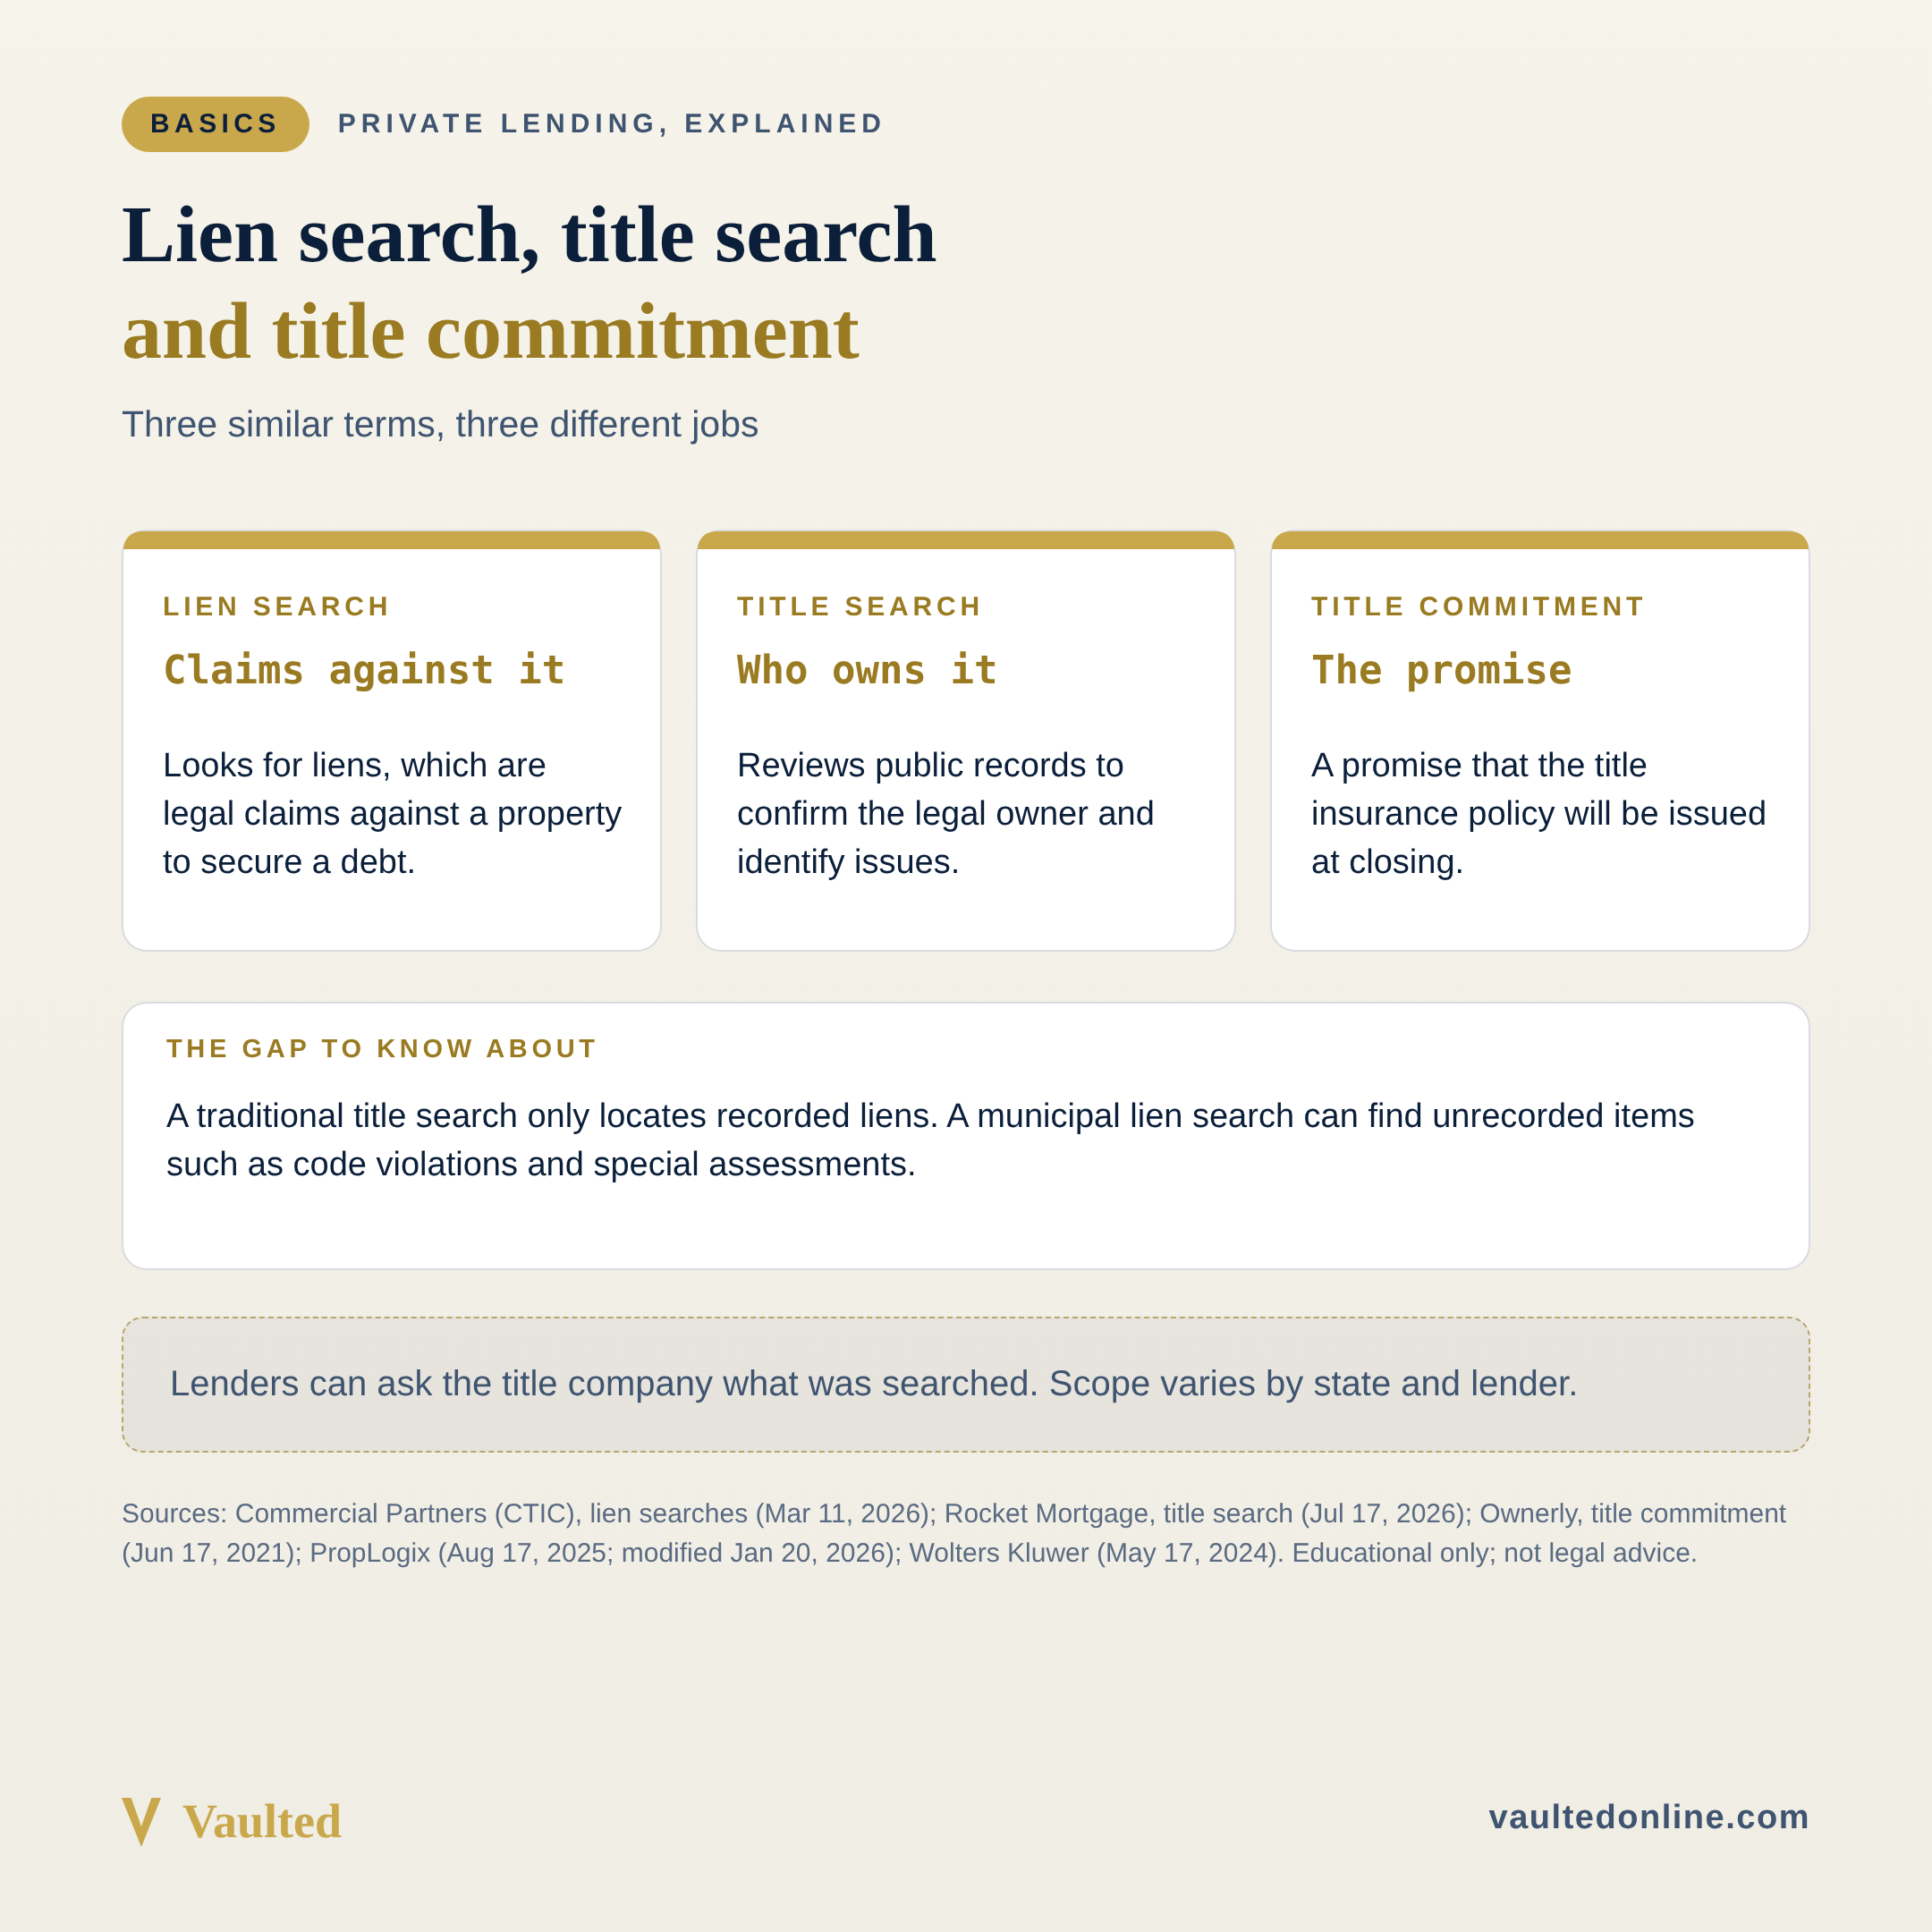 BASICS PRIVATE LENDING, EXPLAINED
Lien search, title search
and title commitment
Three similar terms, three different jobs
LIEN SEARCH
Claims against it
Looks for liens, which are
legal claims against a property
to secure a debt.
TITLE SEARCH
Who owns it
Reviews public records to
confirm the legal owner and
identify issues.
TITLE COMMITMENT
The promise
A promise that the title
insurance policy will be issued
at closing.
THE GAP TO KNOW ABOUT
A traditional title search only locates recorded liens. A municipal lien search can find unrecorded items
such as code violations and special assessments.
Lenders can ask the title company what was searched. Scope varies by state and lender.
Sources: Commercial Partners (CTIC), lien searches (Mar 11, 2026); Rocket Mortgage, title search (Jul 17, 2026); Ownerly, title commitment
(Jun 17, 2021); PropLogix (Aug 17, 2025; modified Jan 20, 2026); Wolters Kluwer (May 17, 2024). Educational only; not legal advice.
Vaulted
vaultedonline.com